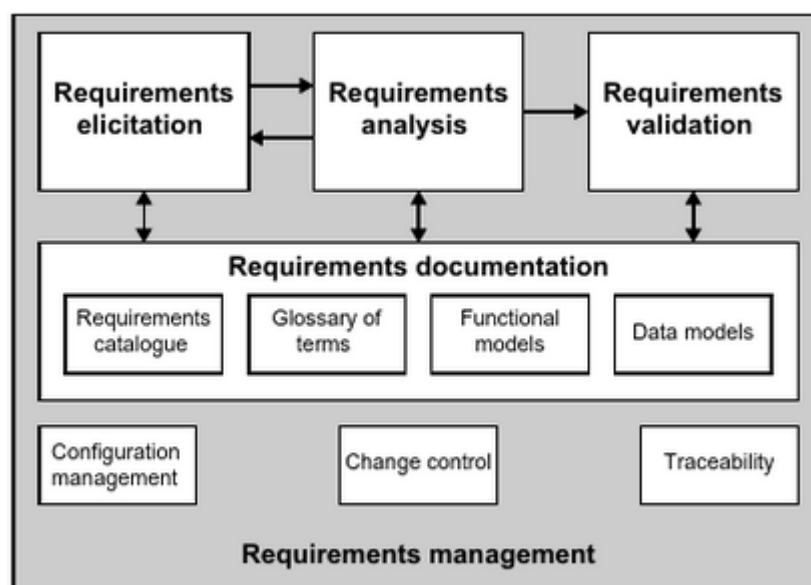 Requirements
elicitation
Requirements
analysis
Requirements
validation
Requirements documentation
Requirements
catalogue
Glossary of
terms
Functional
models
Data models
Configuration
management
Change control
Traceability
Requirements management